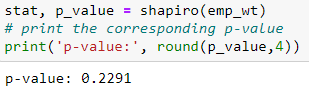 stat, p_value = shapiro(emp_wt)
# print the corresponding p-value
print('p-value:', round(p_value,4))
p-value: 0.2291